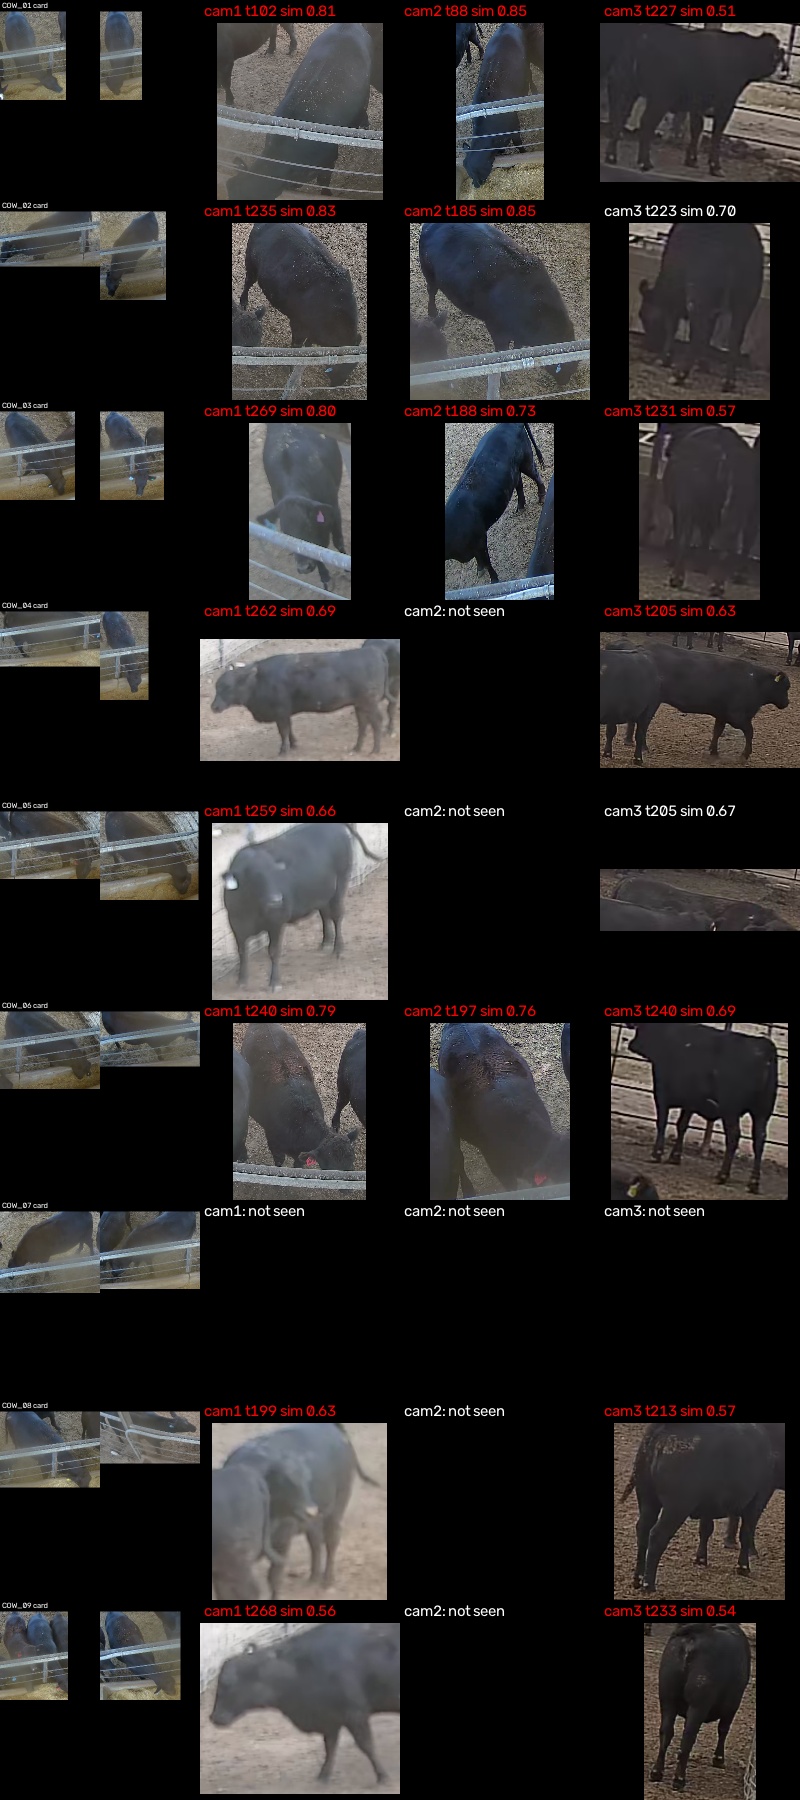 COW_01 card
cam1 t102 sim 0.81
cam2 t88 sim 0.85
cam3 t227 sim 0.51
COW_02 card
cam1 t235 sim 0.83
cam2 t185 sim 0.85
cam3 t223 sim 0.70
COW_03 card
cam1 t269 sim 0.80
cam2 t188 sim 0.73
cam3 t231 sim 0.57
COW_04 card
cam1 t262 sim 0.69
cam2: not seen
cam3 t205 sim 0.63
COW_05 card
cam1 t259 sim 0.66
cam2: not seen
cam3 t205 sim 0.67
COW_06 card
cam1 t240 sim 0.79
cam2 t197 sim 0.76
cam3 t240 sim 0.69
COW_07 card
cam1: not seen
cam2: not seen
cam3: not seen
COW_08 card
cam1 t199 sim 0.63
cam2: not seen
cam3 t213 sim 0.57
COW_09 card
cam1 t268 sim 0.56
cam2: not seen
cam3 t233 sim 0.54